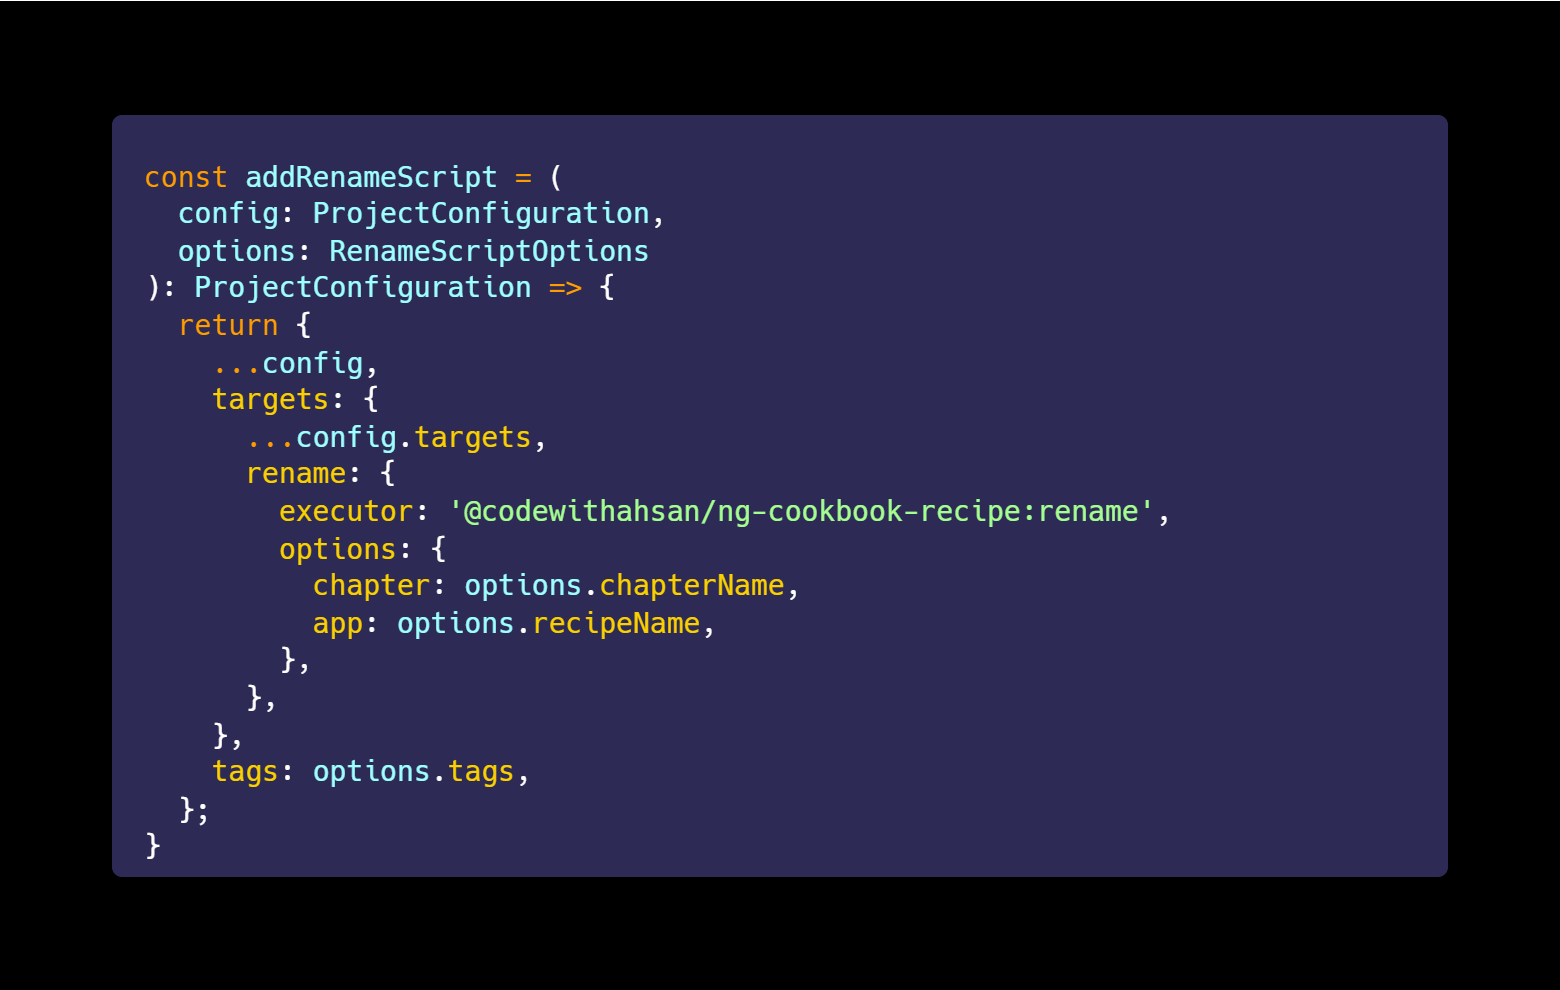 const addRenameScript = (
  config: ProjectConfiguration,
  options: RenameScriptOptions
): ProjectConfiguration => {
  return {
    ...config,
    targets: {
      ...config.targets,
      rename: {
        executor: '@codewithahsan/ng-cookbook-recipe:rename',
        options: {
          chapter: options.chapterName,
          app: options.recipeName,
        },
      },
    },
    tags: options.tags,
  };
}